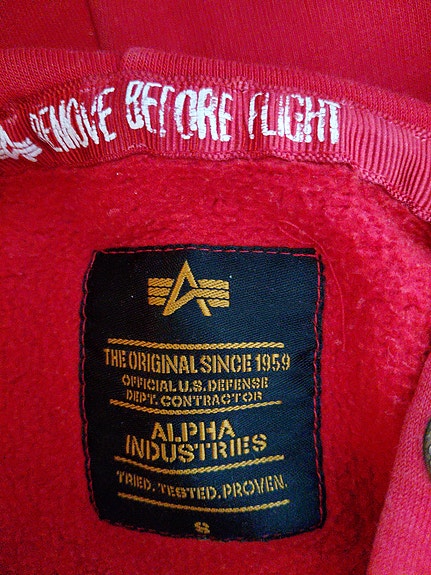 REMOVE BEFORE FLIGHT
THE ORIGINAL SINCE 1959
OFFICIAL U.S. DEFENSE
DEPT. CONTRACTOR
ALPHA
INDUSTRIES
TRIED. TESTED. PROVEN.
S